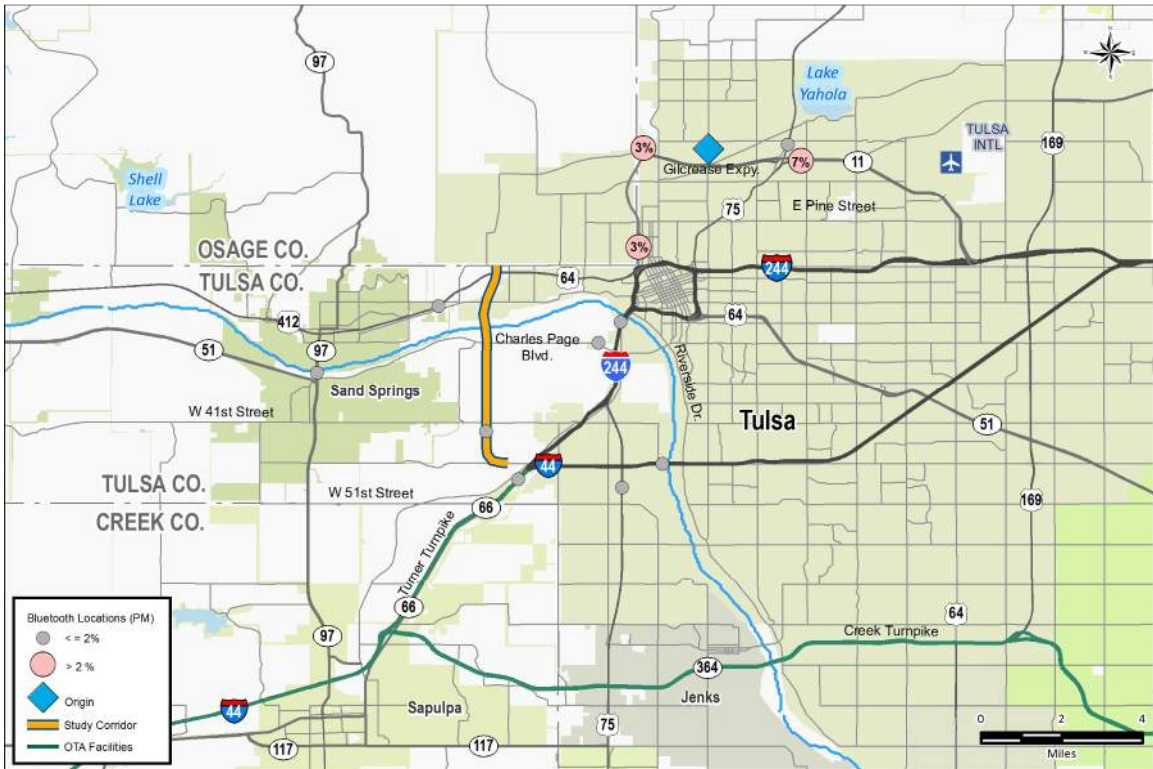 97
Lake
Yahola
N
W
E
S
TULSA
INTL
169
3%
7%
11
Gilcrease Expy.
Shell
Lake
75
E Pine Street
OSAGE CO.
TULSA CO.
3%
64
244
412
51
97
Charles Page
Blvd.
64
244
Riverside Dr.
Sand Springs
W 41st Street
Tulsa
51
44
TULSA CO.
CREEK CO.
W 51st Street
66
169
Turner Turnpike
66
64
Creek Turnpike
97
364
Jenks
Sapulpa
44
75
117
117
Bluetooth Locations (PM)
< = 2%
> 2 %
Origin
Study Corridor
OTA Facilities
0 2 4
Miles